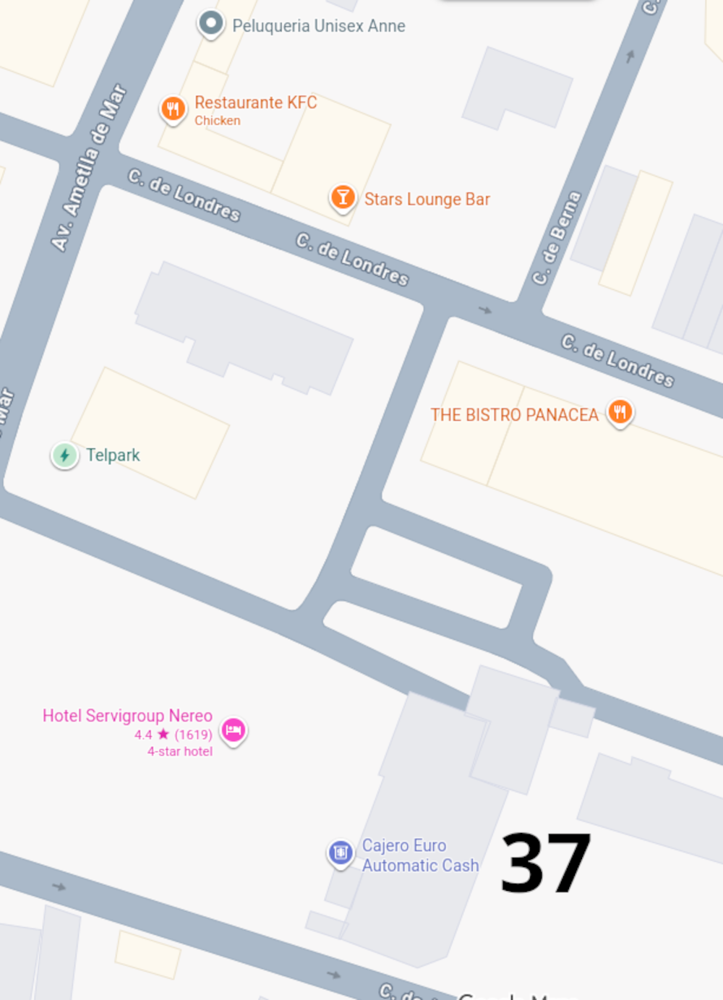 Peluqueria Unisex Anne
Restaurante KFC
Chicken
Av. Ametlla de Mar
C. de Londres
Stars Lounge Bar
C. de Londres
C. de Berna
C.
C. de Londres
THE BISTRO PANACEA
Mar
Telpark
Hotel Servigroup Nereo
4.4 ★ (1619)
4-star hotel
Cajero Euro
Automatic Cash
37
C. de